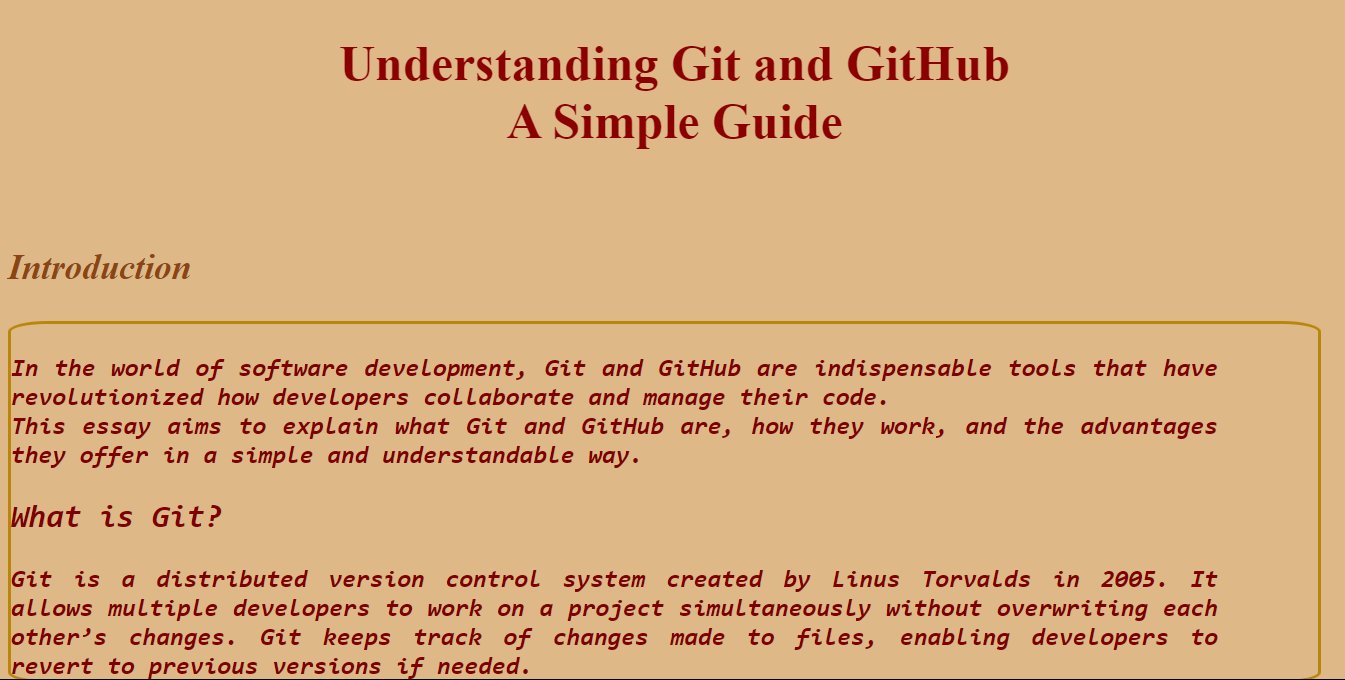 Understanding Git and GitHub
A Simple Guide
Introduction
In the world of software development, Git and GitHub are indispensable tools that have
revolutionized how developers collaborate and manage their code.
This essay aims to explain what Git and GitHub are, how they work, and the advantages
they offer in a simple and understandable way.
What is Git?
Git is a distributed version control system created by Linus Torvalds in 2005. It
allows multiple developers to work on a project simultaneously without overwriting each
other’s changes. Git keeps track of changes made to files, enabling developers to
revert to previous versions if needed.